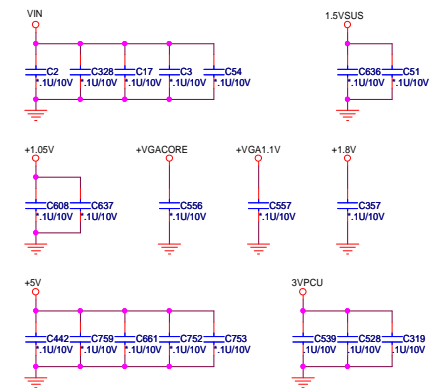 VIN
1.5VSUS
C2 C328 C17 C3 C54 C636 C51
*.1U/10V *.1U/10V *.1U/10V *.1U/10V *.1U/10V *.1U/10V *.1U/10V
+1.05V +VGACORE +VGA1.1V +1.8V
C608 C637 C556 C557 C357
*.1U/10V *.1U/10V *.1U/10V *.1U/10V *.1U/10V
+5V 3VPCU
C442 C759 C661 C752 C753 C539 C528 C319
*.1U/10V *.1U/10V *.1U/10V *.1U/10V *.1U/10V .1U/10V .1U/10V .1U/10V